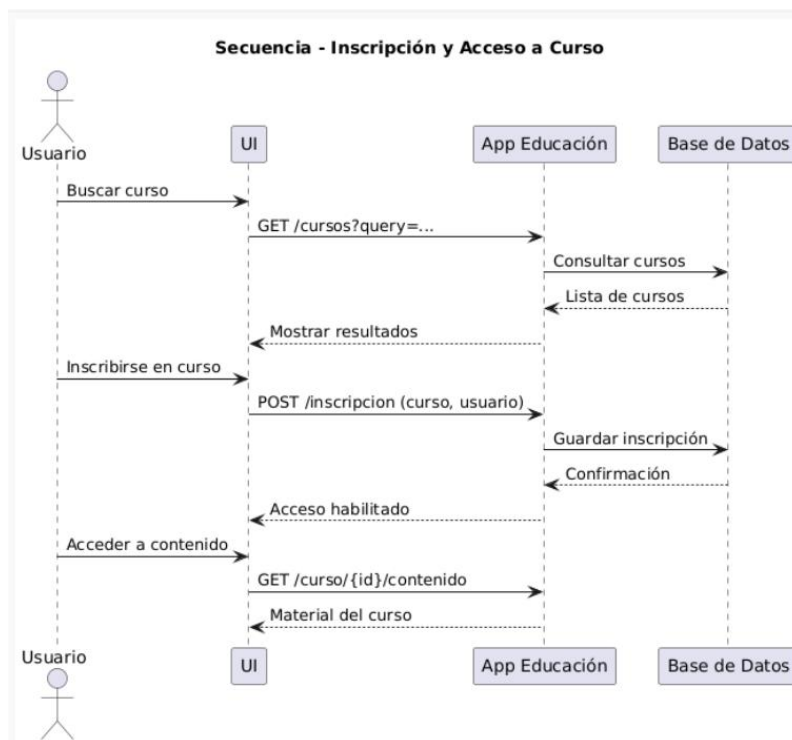 Secuencia - Inscripción y Acceso a Curso
Usuario
UI
App Educación
Base de Datos
Buscar curso
GET /cursos?query=...
Consultar cursos
Lista de cursos
Mostrar resultados
Inscribirse en curso
POST /inscripcion (curso, usuario)
Guardar inscripción
Confirmación
Acceso habilitado
Acceder a contenido
GET /curso/{id}/contenido
Material del curso
Usuario
UI
App Educación
Base de Datos